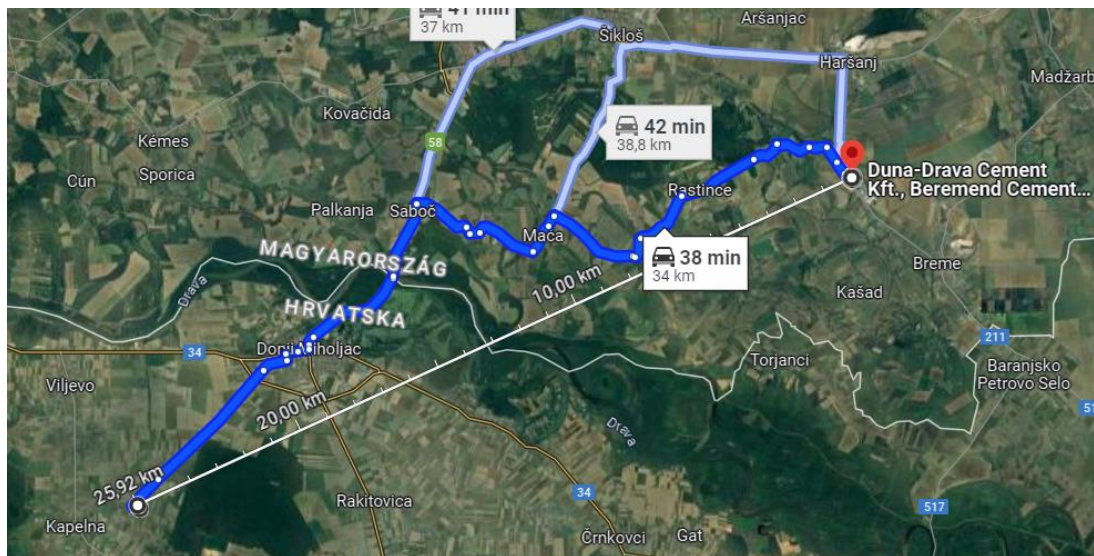 41 min
37 km
Aršanjac
Šikloš
Haršanj
Madžarb
Kovačida
Kémes
58
42 min
38,8 km
Sporica
Cún
Duna-Drava Cement
Kft., Beremend Cement...
Rastince
Palkanja
Saboč
Maca
MAGYARORSZÁG
38 min
34 km
Breme
10,00 km
Kašad
Drava
HRVATSKA
211
34
Donji Miholjac
Torjanci
Baranjsko
Petrovo Selo
Viljevo
20,00 km
51
Drava
25,92 km
34
Rakitovica
517
Kapelna
Črnkovci
Gat